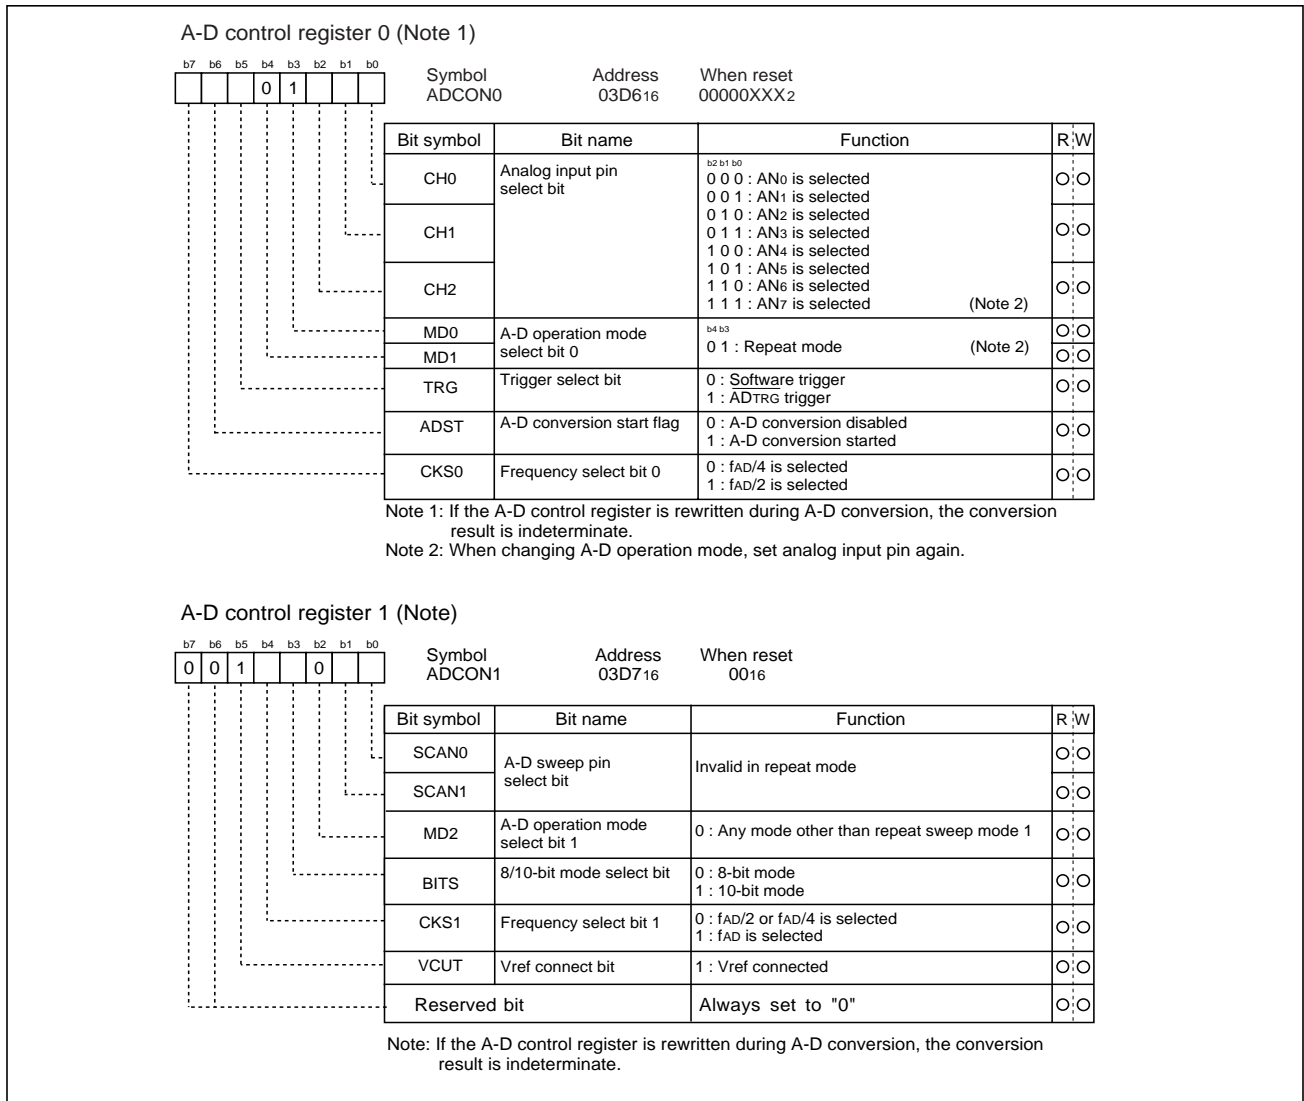 A-D control register 0 (Note 1)
b7 b6 b5 b4 b3 b2 b1 b0
0 1
Symbol Address When reset
ADCON0 03D616 00000XXX2
Bit symbol Bit name Function R W
CH0 Analog input pin select bit
b2 b1 b0
0 0 0 : AN0 is selected
0 0 1 : AN1 is selected
0 1 0 : AN2 is selected
CH1 0 1 1 : AN3 is selected
1 0 0 : AN4 is selected
1 0 1 : AN5 is selected
CH2 1 1 0 : AN6 is selected
1 1 1 : AN7 is selected (Note 2)
MD0 A-D operation mode
MD1 select bit 0
b4 b3
0 1 : Repeat mode (Note 2)
TRG Trigger select bit 0 : Software trigger
1 : ADTRG trigger
ADST A-D conversion start flag 0 : A-D conversion disabled
1 : A-D conversion started
CKS0 Frequency select bit 0 0 : fAD/4 is selected
1 : fAD/2 is selected
Note 1: If the A-D control register is rewritten during A-D conversion, the conversion
result is indeterminate.
Note 2: When changing A-D operation mode, set analog input pin again.
A-D control register 1 (Note)
b7 b6 b5 b4 b3 b2 b1 b0
0 0 1 0
Symbol Address When reset
ADCON1 03D716 0016
Bit symbol Bit name Function R W
SCAN0 A-D sweep pin
SCAN1 select bit
Invalid in repeat mode
MD2 A-D operation mode
select bit 1
0 : Any mode other than repeat sweep mode 1
BITS 8/10-bit mode select bit 0 : 8-bit mode
1 : 10-bit mode
CKS1 Frequency select bit 1 0 : fAD/2 or fAD/4 is selected
1 : fAD is selected
VCUT Vref connect bit 1 : Vref connected
Reserved bit Always set to "0"
Note: If the A-D control register is rewritten during A-D conversion, the conversion
result is indeterminate.